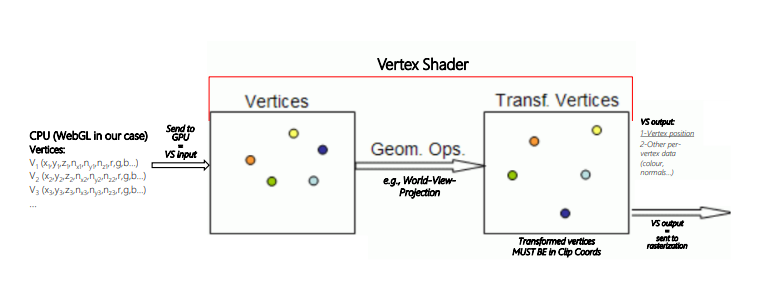 Vertex Shader
CPU (WebGL in our case)
Vertices:
V1 (x1,y1,z1,nx1,ny1,nz1,r,g,b...)
V2 (x2,y2,z2,nx2,ny2,nz2,r,g,b...)
V3 (x3,y3,z3,nx3,ny3,nz3,r,g,b...)
...
Send to
GPU
=
VS input
Vertices
Geom. Ops.
e.g., World-View-
Projection
Transf. Vertices
Transformed vertices
MUST BE in Clip Coords
VS output:
1-Vertex position
2-Other per-
vertex data
(colour,
normals...)
VS output
=
sent to
rasterization